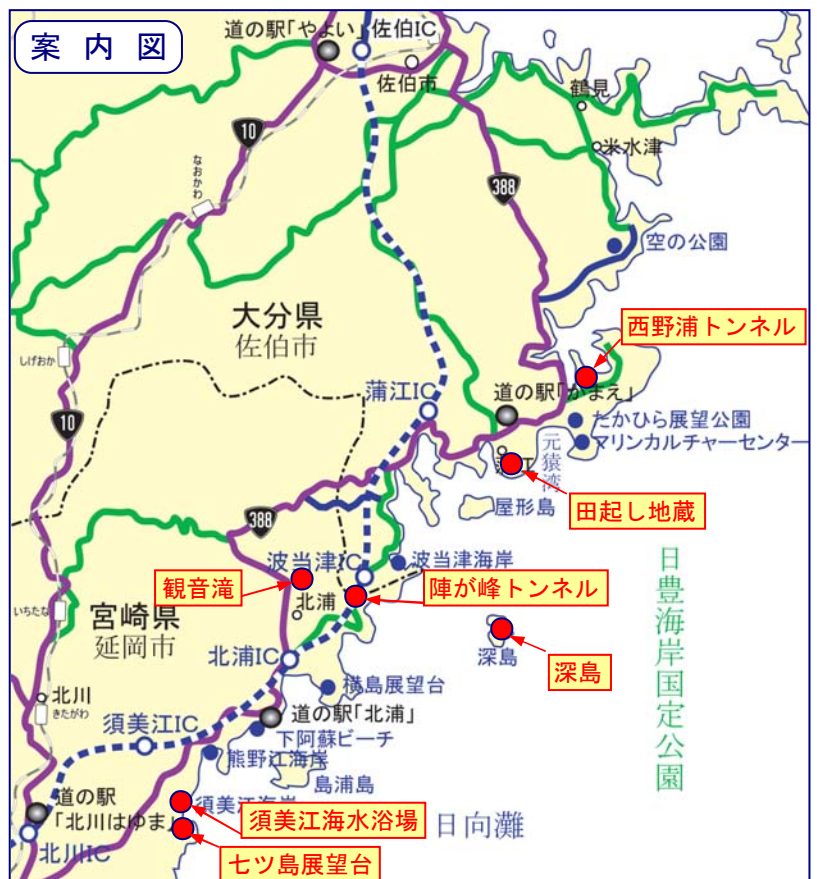 案内図
道の駅「やよい」
佐伯IC
佐伯市
鶴見
米水津
10
388
なおかわ
空の公園
大分県
佐伯市
西野浦トンネル
しげおか
蒲江IC
道の駅「かまえ」
10
たかひら展望公園
マリンカルチャーセンター
元猿湾
田起し地蔵
屋形島
388
波当津IC
波当津海岸
観音滝
北浦
陣が峰トンネル
日豊海岸国定公園
いちたな
宮崎県
延岡市
北浦IC
深島
深島
横島展望台
北川
きたがわ
須美江IC
道の駅「北浦」
下阿蘇ビーチ
熊野江海岸
島浦島
道の駅
「北川はゆま」
須美江海岸
須美江海水浴場
日向灘
北川IC
七ツ島展望台